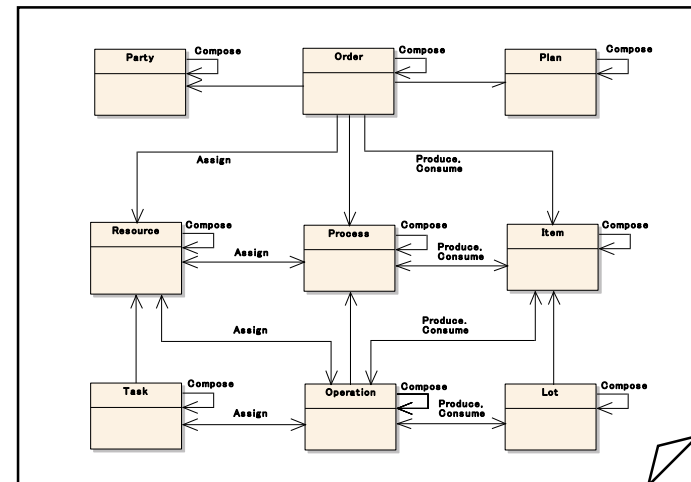 Party
Compose
Order
Compose
Plan
Compose
Assign
Produce.
Consume
Resource
Compose
Process
Compose
Item
Compose
Assign
Produce.
Consume
Assign
Produce.
Consume
Task
Compose
Operation
Compose
Lot
Compose
Assign
Produce.
Consume